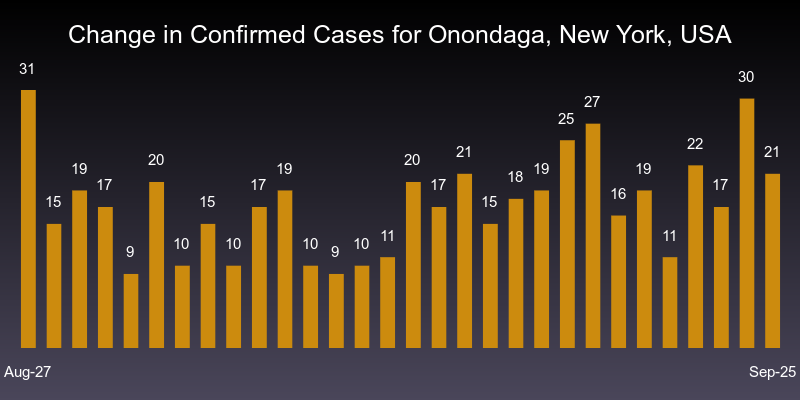 Change in Confirmed Cases for Onondaga, New York, USA
31 15 19 17 9 20 10 15 10 17 19 10 9 10 11 20 17 21 15 18 19 25 27 16 19 11 22 17 30 21
Aug-27 Sep-25